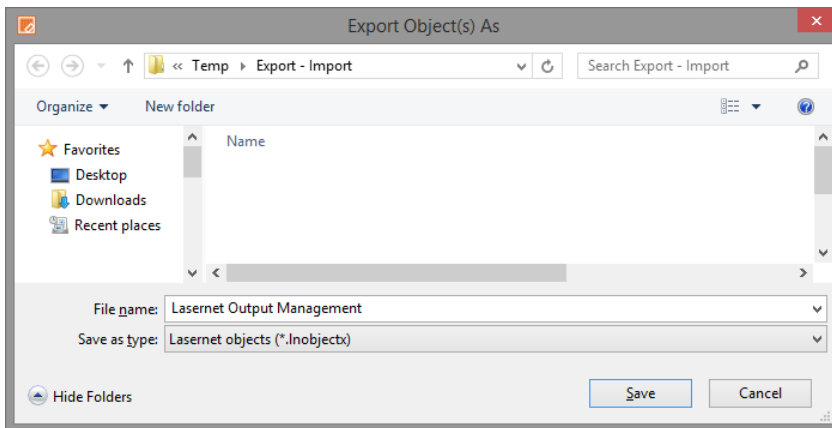 Export Object(s) As
« Temp Export - Import
Search Export - Import
Organize New folder
Name
Favorites
Desktop
Downloads
Recent places
File name: Lasernet Output Management
Save as type: Lasernet objects (*.lnobjectx)
Hide Folders Save Cancel